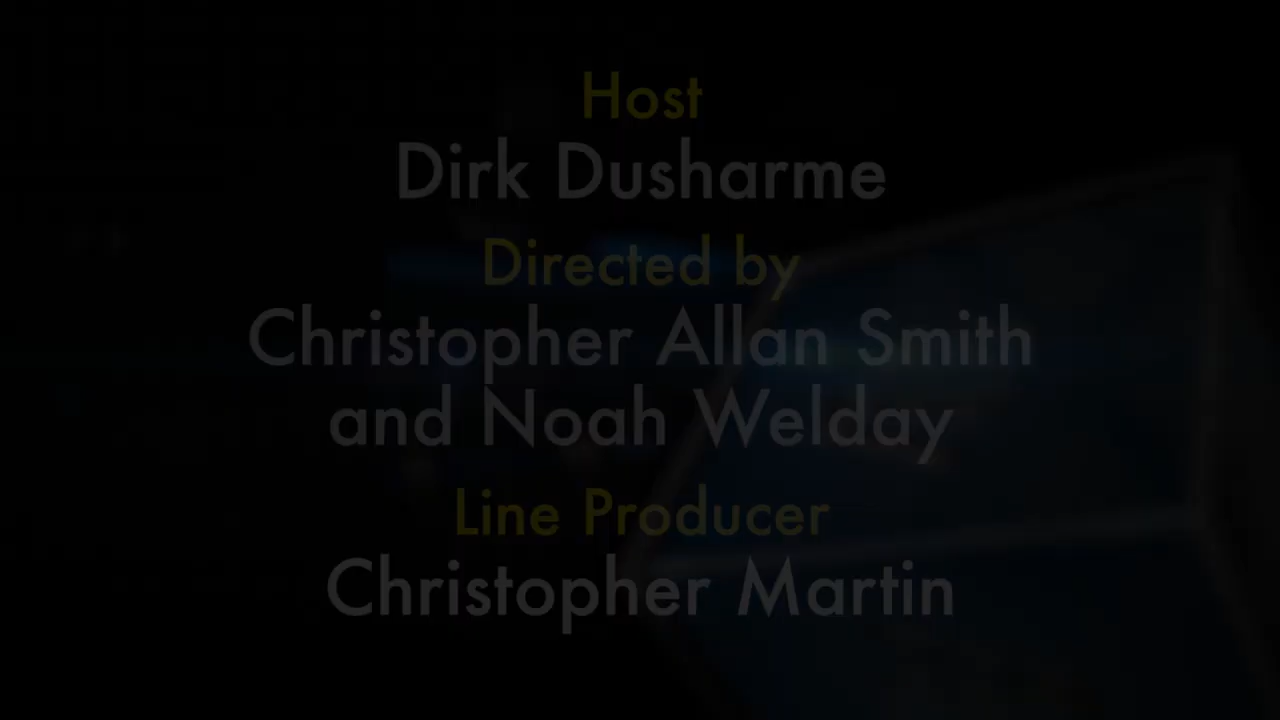 Host
Dirk Dusharme
Directed by
Christopher Allan Smith
and Noah Welday
Line Producer
Christopher Martin